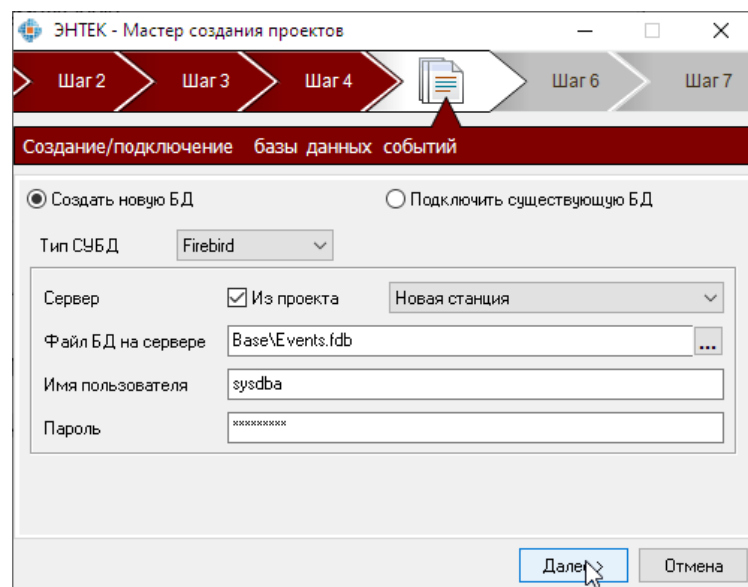 ЭНТЕК - Мастер создания проектов
Шаг 2 Шаг 3 Шаг 4 Шаг 6 Шаг 7
Создание/подключение базы данных событий
Создать новую БД Подключить существующую БД
Тип СУБД Firebird
Сервер Из проекта Новая станция
Файл БД на сервере Base\Events.fdb ...
Имя пользователя sysdba
Пароль *********
Далее > Отмена